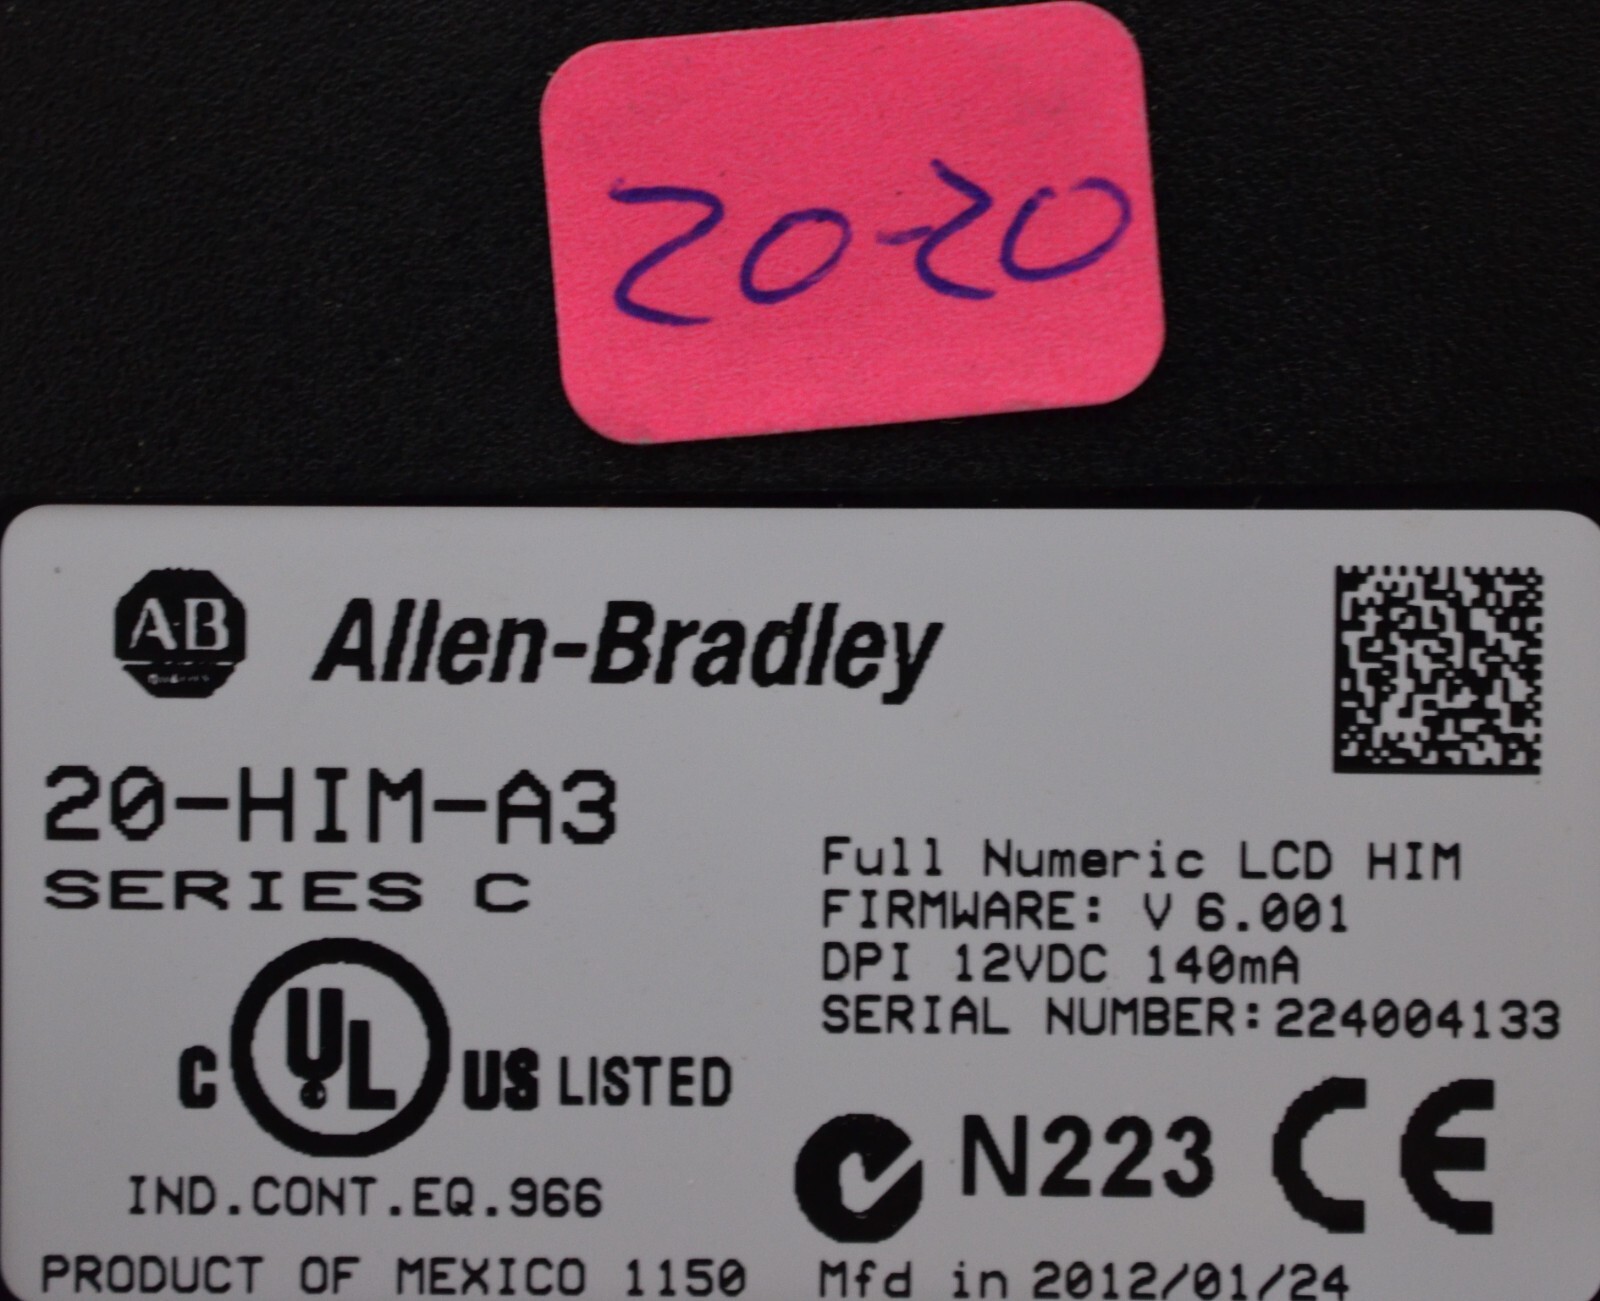 20-20
AB
Allen-Bradley
20-HIM-A3
SERIES C
Full Numeric LCD HIM
FIRMWARE: V 6.001
DPI 12VDC 140mA
SERIAL NUMBER:224004133
C UL US LISTED
N223 CE
IND.CONT.EQ.966
PRODUCT OF MEXICO 1150
Mfd in 2012/01/24